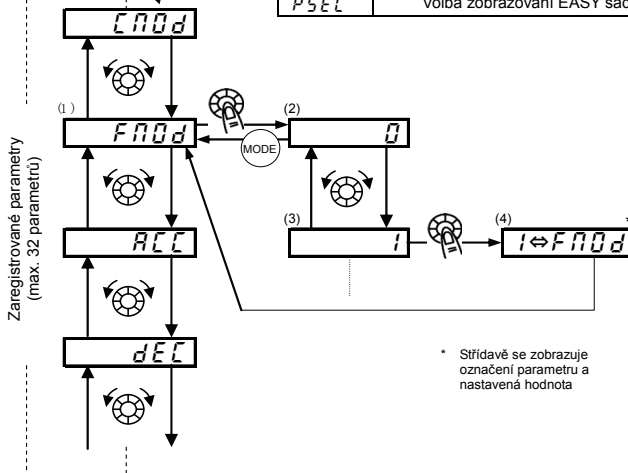 PSEL
Volba zobrazování EASY sad
CMOd
(1)
FMOd
MODE
(2)
0
(3)
1
(4)
1⇔FMOd
*
ACC
dEC
Zaregistrované parametry
(max. 32 parametrů)
* Střídavě se zobrazuje
označení parametru a
nastavená hodnota